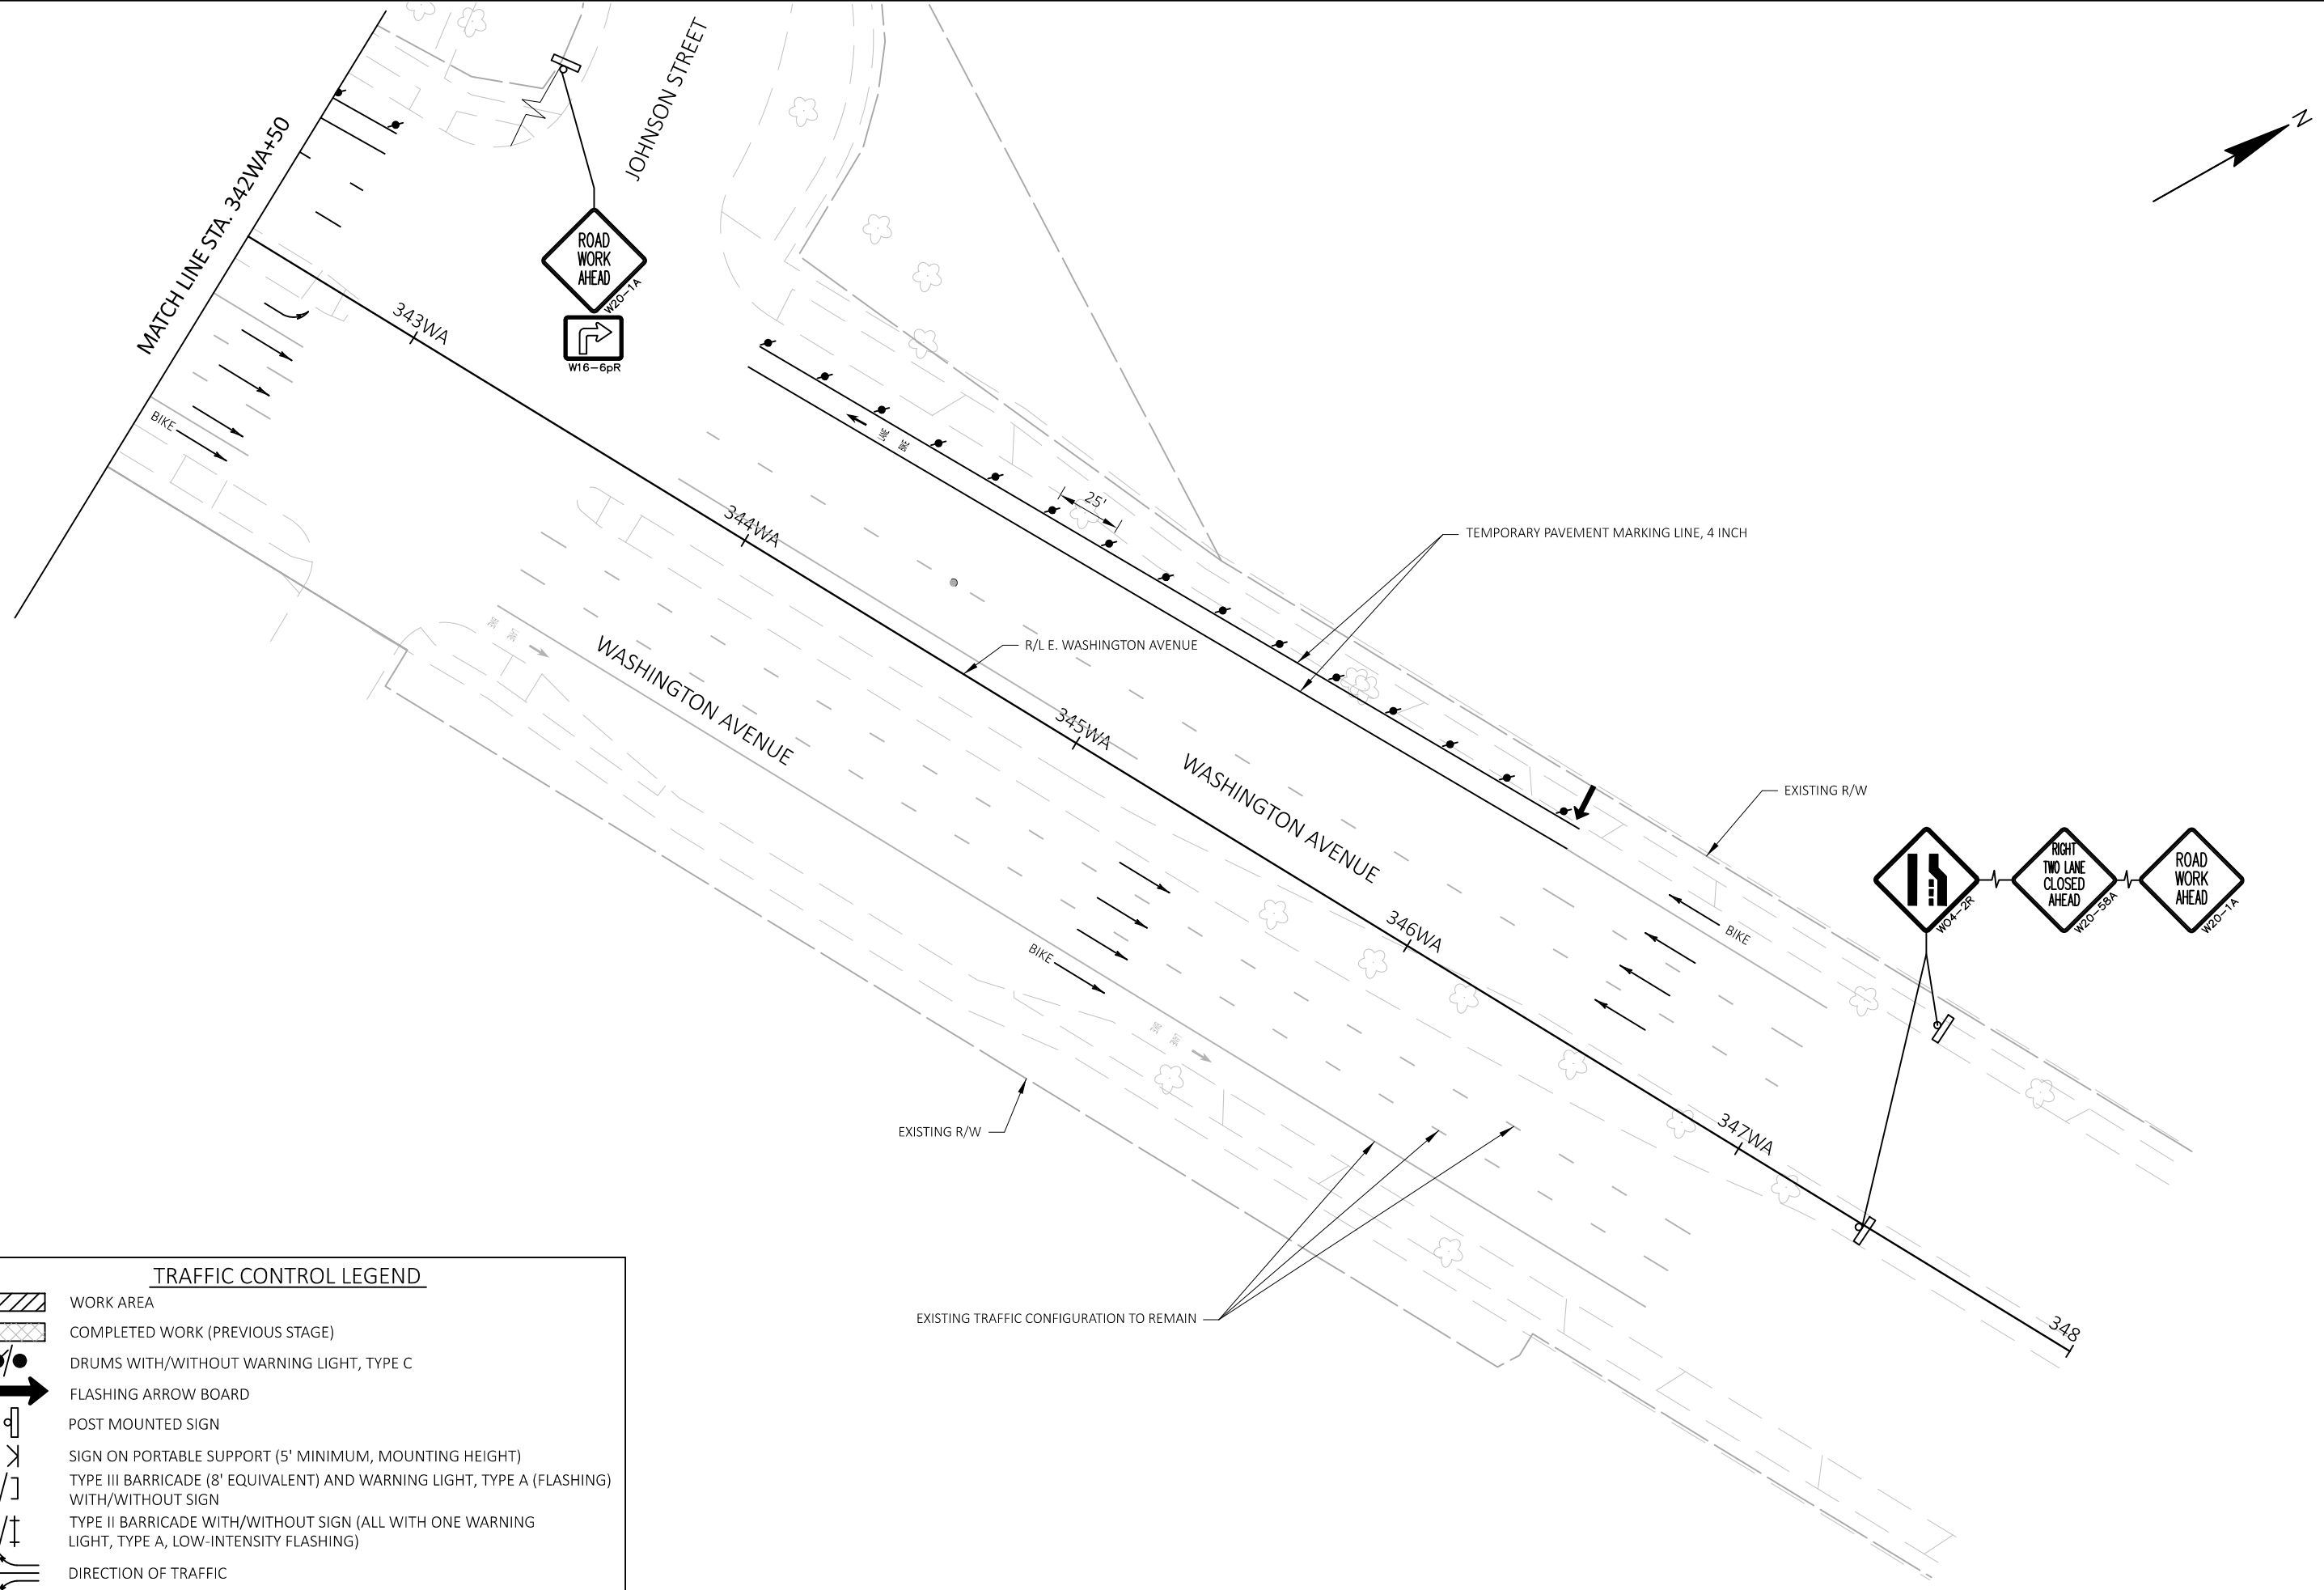 JOHNSON STREET
N
MATCH LINE STA. 342WA+50
ROAD
WORK
AHEAD
W20-1A
W16-6pR
343WA
BIKE
LANE
BIKE
25'
344WA
TEMPORARY PAVEMENT MARKING LINE, 4 INCH
R/L E. WASHINGTON AVENUE
WASHINGTON AVENUE
345WA
WASHINGTON AVENUE
EXISTING R/W
RIGHT
TWO LANE
CLOSED
AHEAD
W20-58A
ROAD
WORK
AHEAD
W20-1A
W04-2R
346WA
BIKE
BIKE
EXISTING R/W
347WA
EXISTING TRAFFIC CONFIGURATION TO REMAIN
348
TRAFFIC CONTROL LEGEND
WORK AREA
COMPLETED WORK (PREVIOUS STAGE)
DRUMS WITH/WITHOUT WARNING LIGHT, TYPE C
FLASHING ARROW BOARD
POST MOUNTED SIGN
SIGN ON PORTABLE SUPPORT (5' MINIMUM, MOUNTING HEIGHT)
TYPE III BARRICADE (8' EQUIVALENT) AND WARNING LIGHT, TYPE A (FLASHING)
WITH/WITHOUT SIGN
TYPE II BARRICADE WITH/WITHOUT SIGN (ALL WITH ONE WARNING
LIGHT, TYPE A, LOW-INTENSITY FLASHING)
DIRECTION OF TRAFFIC